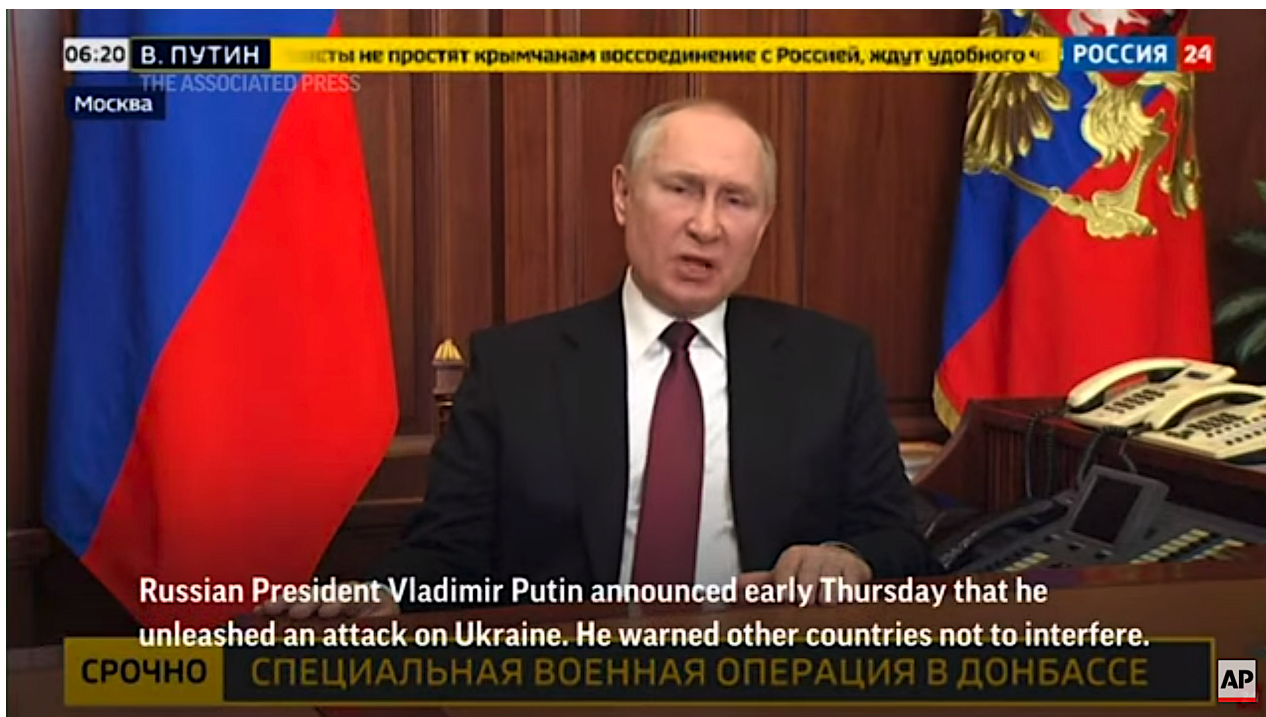 06:20 В. ПУТИН сты не простят крымчанам воссоединение с Россией, ждут удобного РОССИЯ 24
THE ASSOCIATED PRESS
Москва
Russian President Vladimir Putin announced early Thursday that he
unleashed an attack on Ukraine. He warned other countries not to interfere.
СРОЧНО СПЕЦИАЛЬНАЯ ВОЕННАЯ ОПЕРАЦИЯ В ДОНБАССЕ
AP